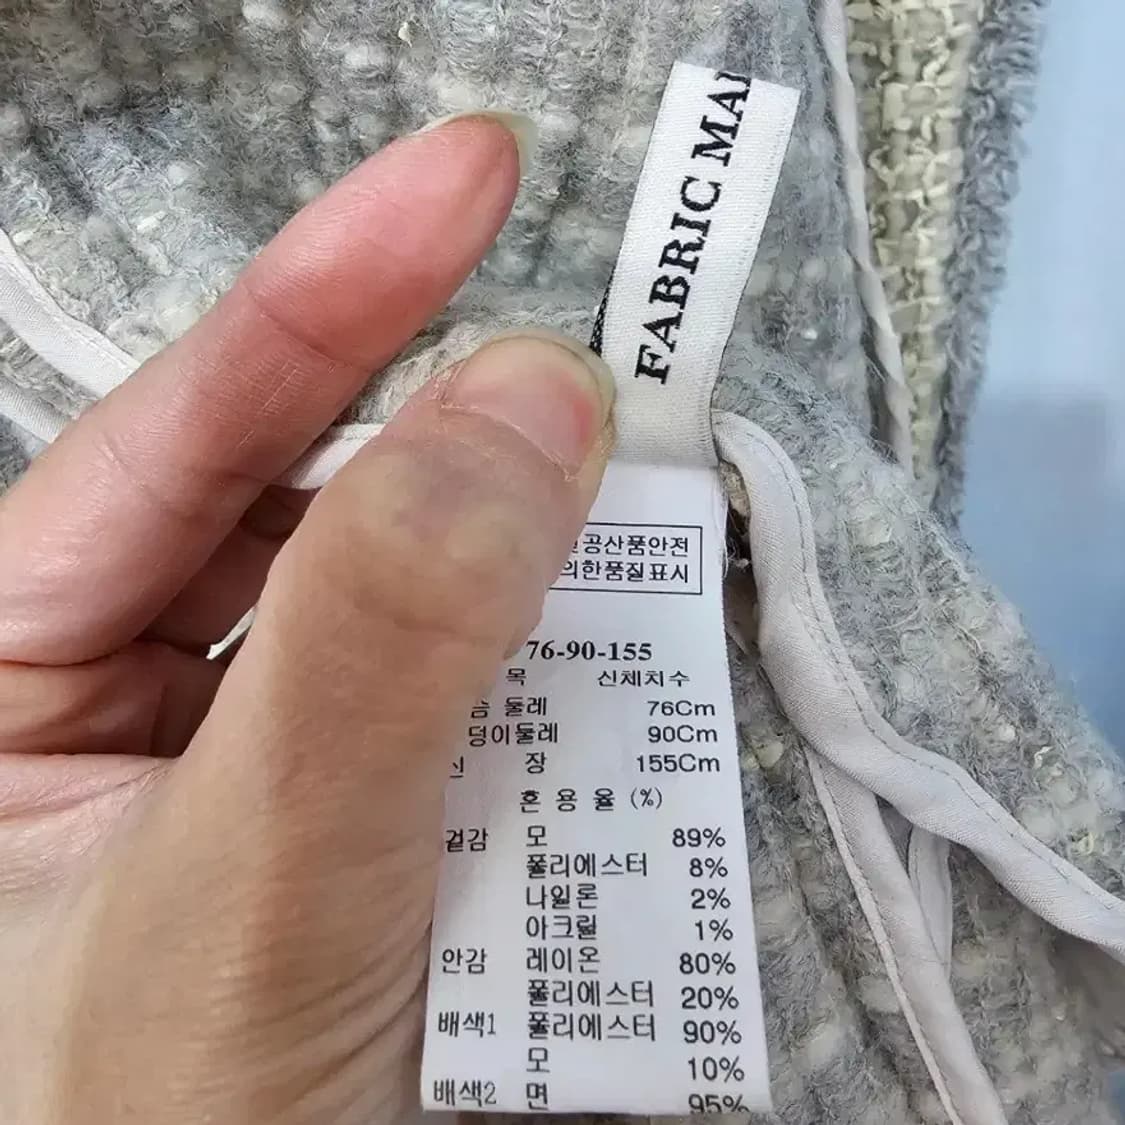 FABRIC
공산품안전
의한품질표시
76-90-155
목 신체치수
둘레 76Cm
덩이둘레 90Cm
장 155Cm
혼용율 (%)
겉감 모 89%
폴리에스터 8%
나일론 2%
아크릴 1%
안감 레이온 80%
폴리에스터 20%
배색1 폴리에스터 90%
모 10%
배색2 면 95%